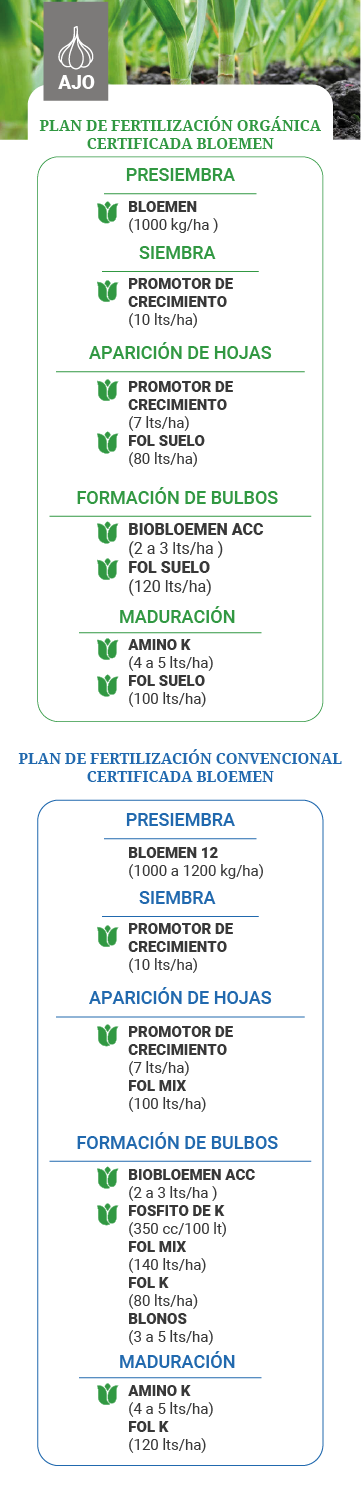 AJO
PLAN DE FERTILIZACIÓN ORGÁNICA
CERTIFICADA BLOEMEN
PRESIEMBRA
BLOEMEN
(1000 kg/ha )
SIEMBRA
PROMOTOR DE
CRECIMIENTO
(10 lts/ha)
APARICIÓN DE HOJAS
PROMOTOR DE
CRECIMIENTO
(7 lts/ha)
FOL SUELO
(80 lts/ha)
FORMACIÓN DE BULBOS
BIOBLOEMEN ACC
(2 a 3 lts/ha )
FOL SUELO
(120 lts/ha)
MADURACIÓN
AMINO K
(4 a 5 lts/ha)
FOL SUELO
(100 lts/ha)
PLAN DE FERTILIZACIÓN CONVENCIONAL
CERTIFICADA BLOEMEN
PRESIEMBRA
BLOEMEN 12
(1000 a 1200 kg/ha)
SIEMBRA
PROMOTOR DE
CRECIMIENTO
(10 lts/ha)
APARICIÓN DE HOJAS
PROMOTOR DE
CRECIMIENTO
(7 lts/ha)
FOL MIX
(100 lts/ha)
FORMACIÓN DE BULBOS
BIOBLOEMEN ACC
(2 a 3 lts/ha )
FOSFITO DE K
(350 cc/100 lt)
FOL MIX
(140 lts/ha)
FOL K
(80 lts/ha)
BLONOS
(3 a 5 lts/ha)
MADURACIÓN
AMINO K
(4 a 5 lts/ha)
FOL K
(120 lts/ha)